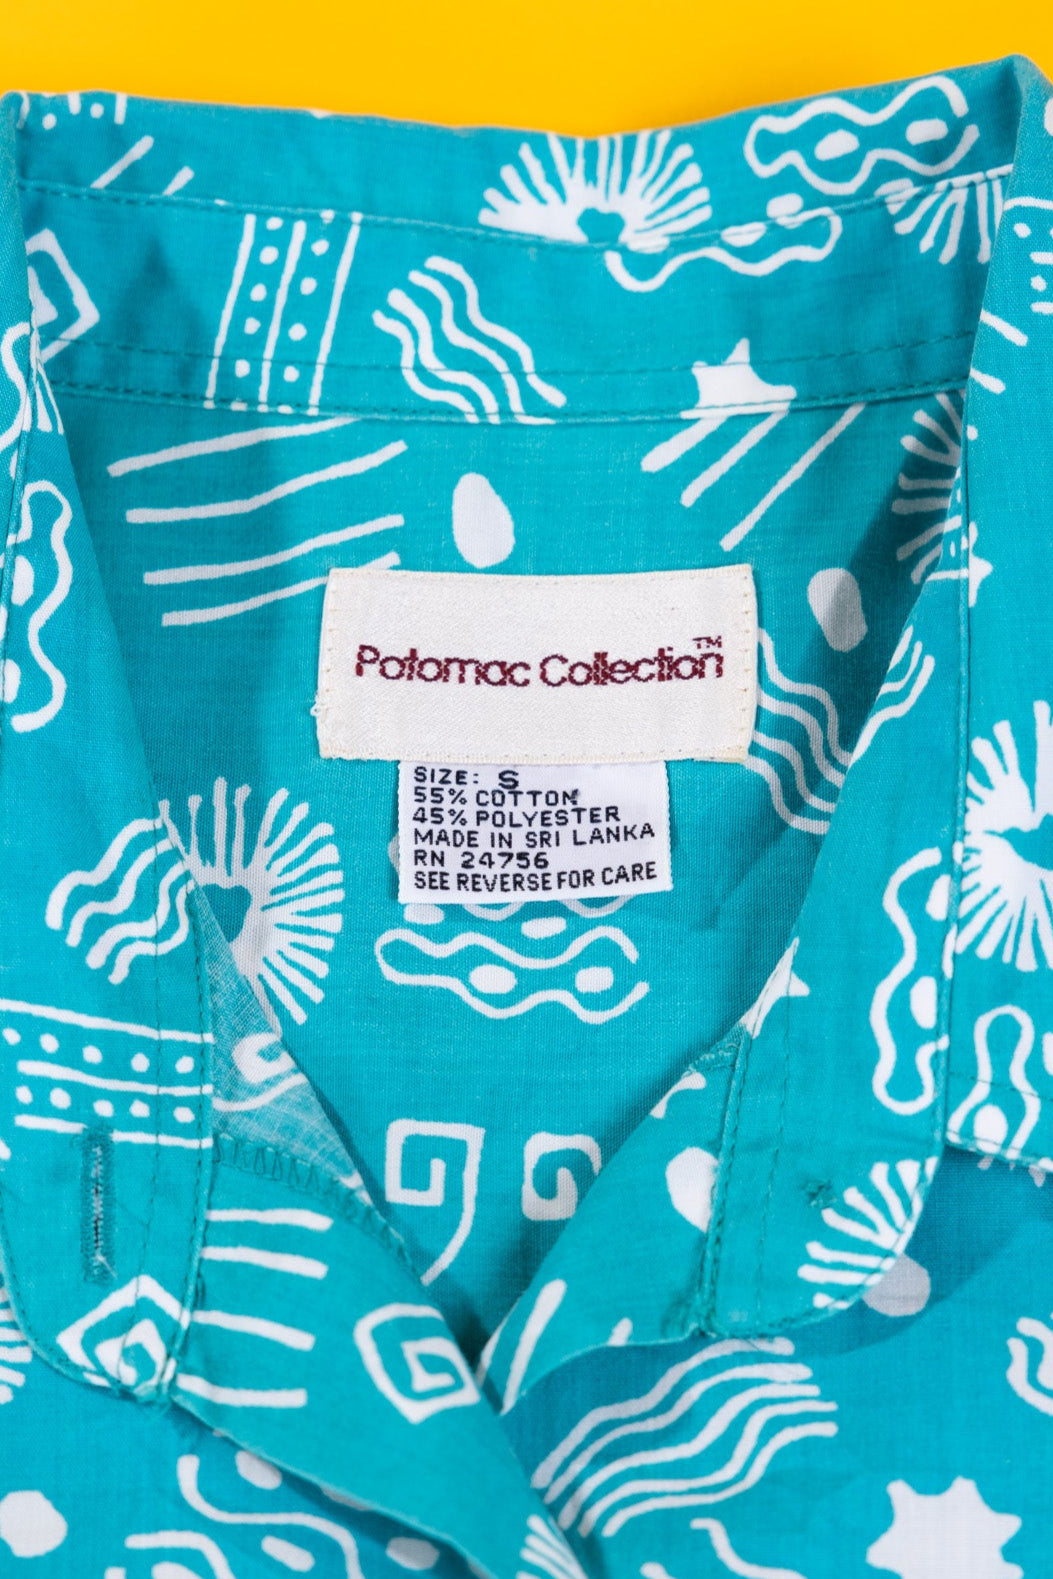 Potomac Collection™
SIZE: S
55% COTTON
45% POLYESTER
MADE IN SRI LANKA
RN 24756
SEE REVERSE FOR CARE